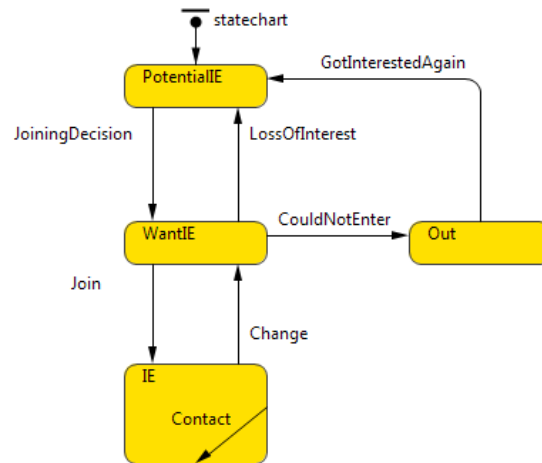 statechart
GotInterestedAgain
PotentialIE
JoiningDecision
LossOfInterest
CouldNotEnter
WantIE
Out
Join
Change
IE
Contact